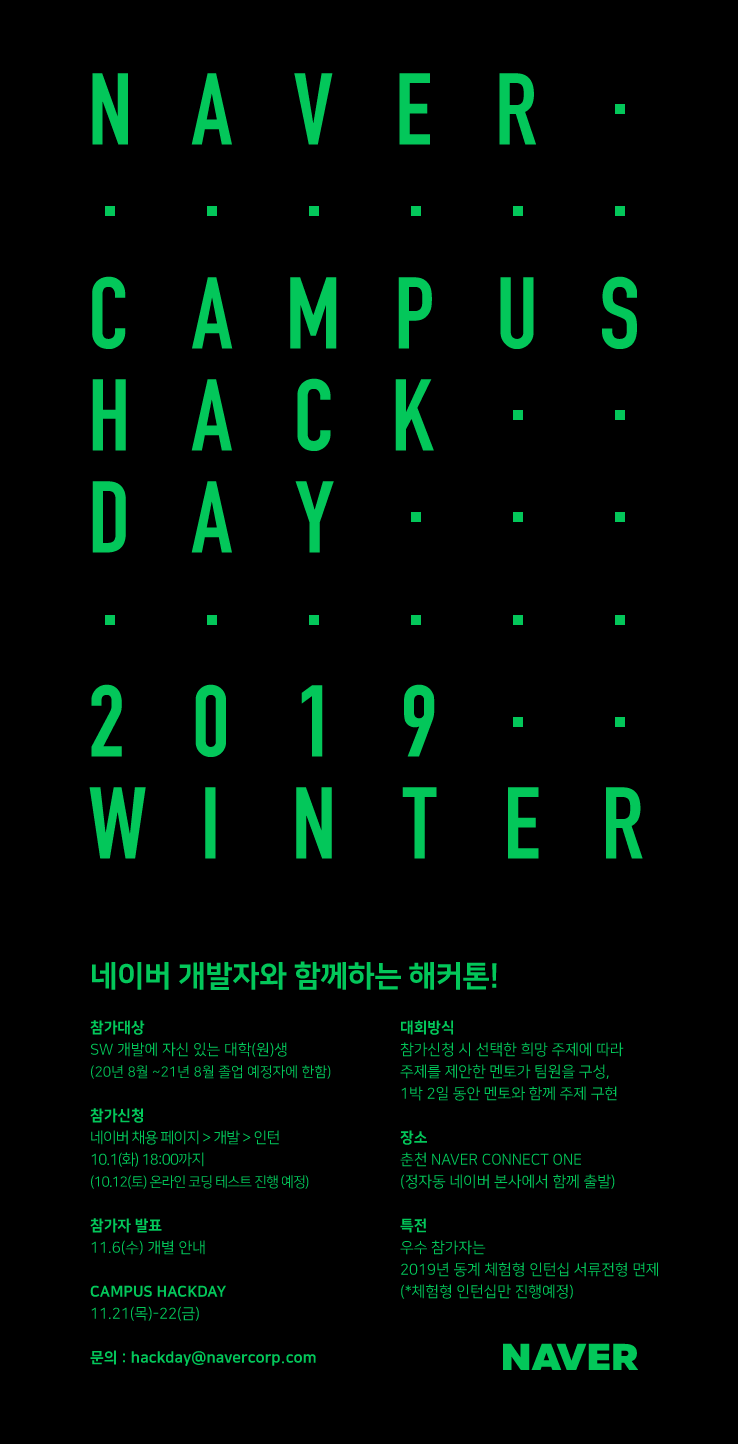 NAVER
CAMPUS
HACK
DAY
2019
WINTER
네이버 개발자와 함께하는 해커톤!
참가대상
SW 개발에 자신 있는 대학(원)생
(20년 8월 ~21년 8월 졸업 예정자에 한함)
참가신청
네이버 채용 페이지 > 개발 > 인턴
10.1(화) 18:00까지
(10.12(토) 온라인 코딩 테스트 진행 예정)
참가자 발표
11.6(수) 개별 안내
CAMPUS HACKDAY
11.21(목)-22(금)
문의 : hackday@navercorp.com
대회방식
참가신청 시 선택한 희망 주제에 따라
주제를 제안한 멘토가 팀원을 구성,
1박 2일 동안 멘토와 함께 주제 구현
장소
춘천 NAVER CONNECT ONE
(정자동 네이버 본사에서 함께 출발)
특전
우수 참가자는
2019년 동계 체험형 인턴십 서류전형 면제
(*체험형 인턴십만 진행예정)
NAVER